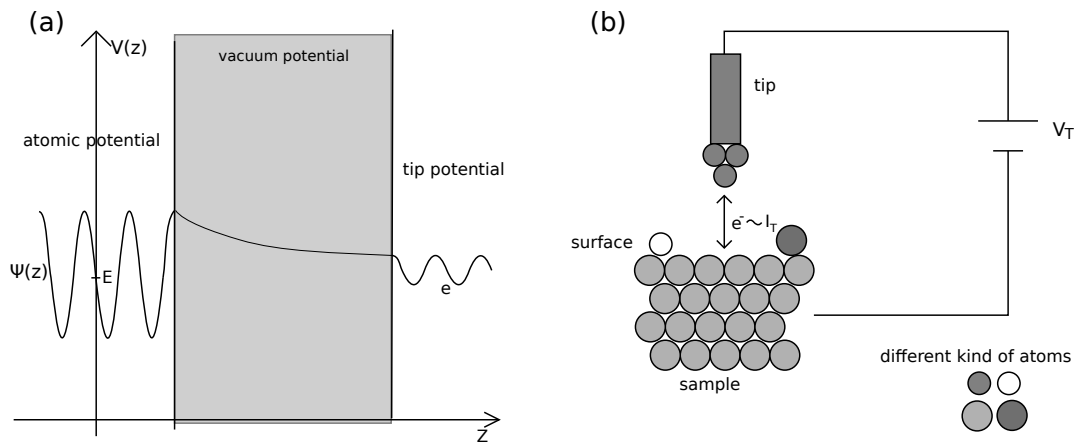 (a)
V(z)
vacuum potential
atomic potential
tip potential
Ψ(z)
E
e
Z
(b)
tip
V_T
e⁻~I_T
surface
sample
different kind of atoms